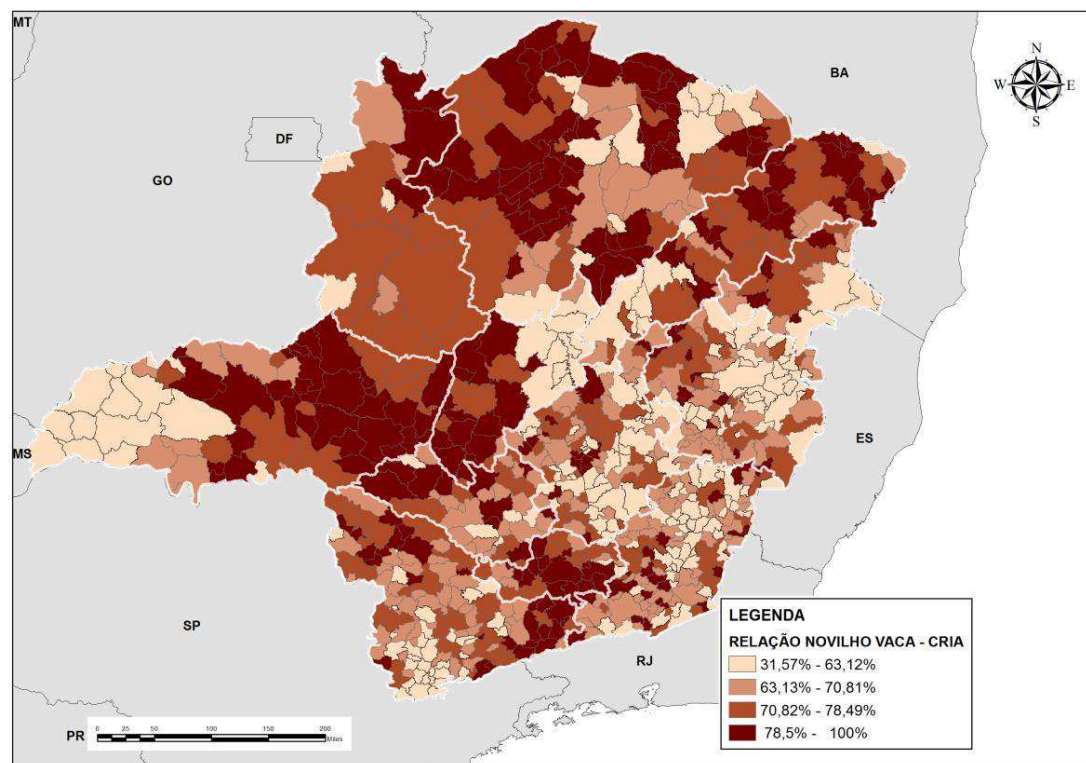 MT
N
BA
W E
S
DF
GO
MS
ES
SP
RJ
PR
LEGENDA
RELAÇÃO NOVILHO VACA - CRIA
31,57% - 63,12%
63,13% - 70,81%
70,82% - 78,49%
78,5% - 100%
0 25 50 100 150 200
Miles